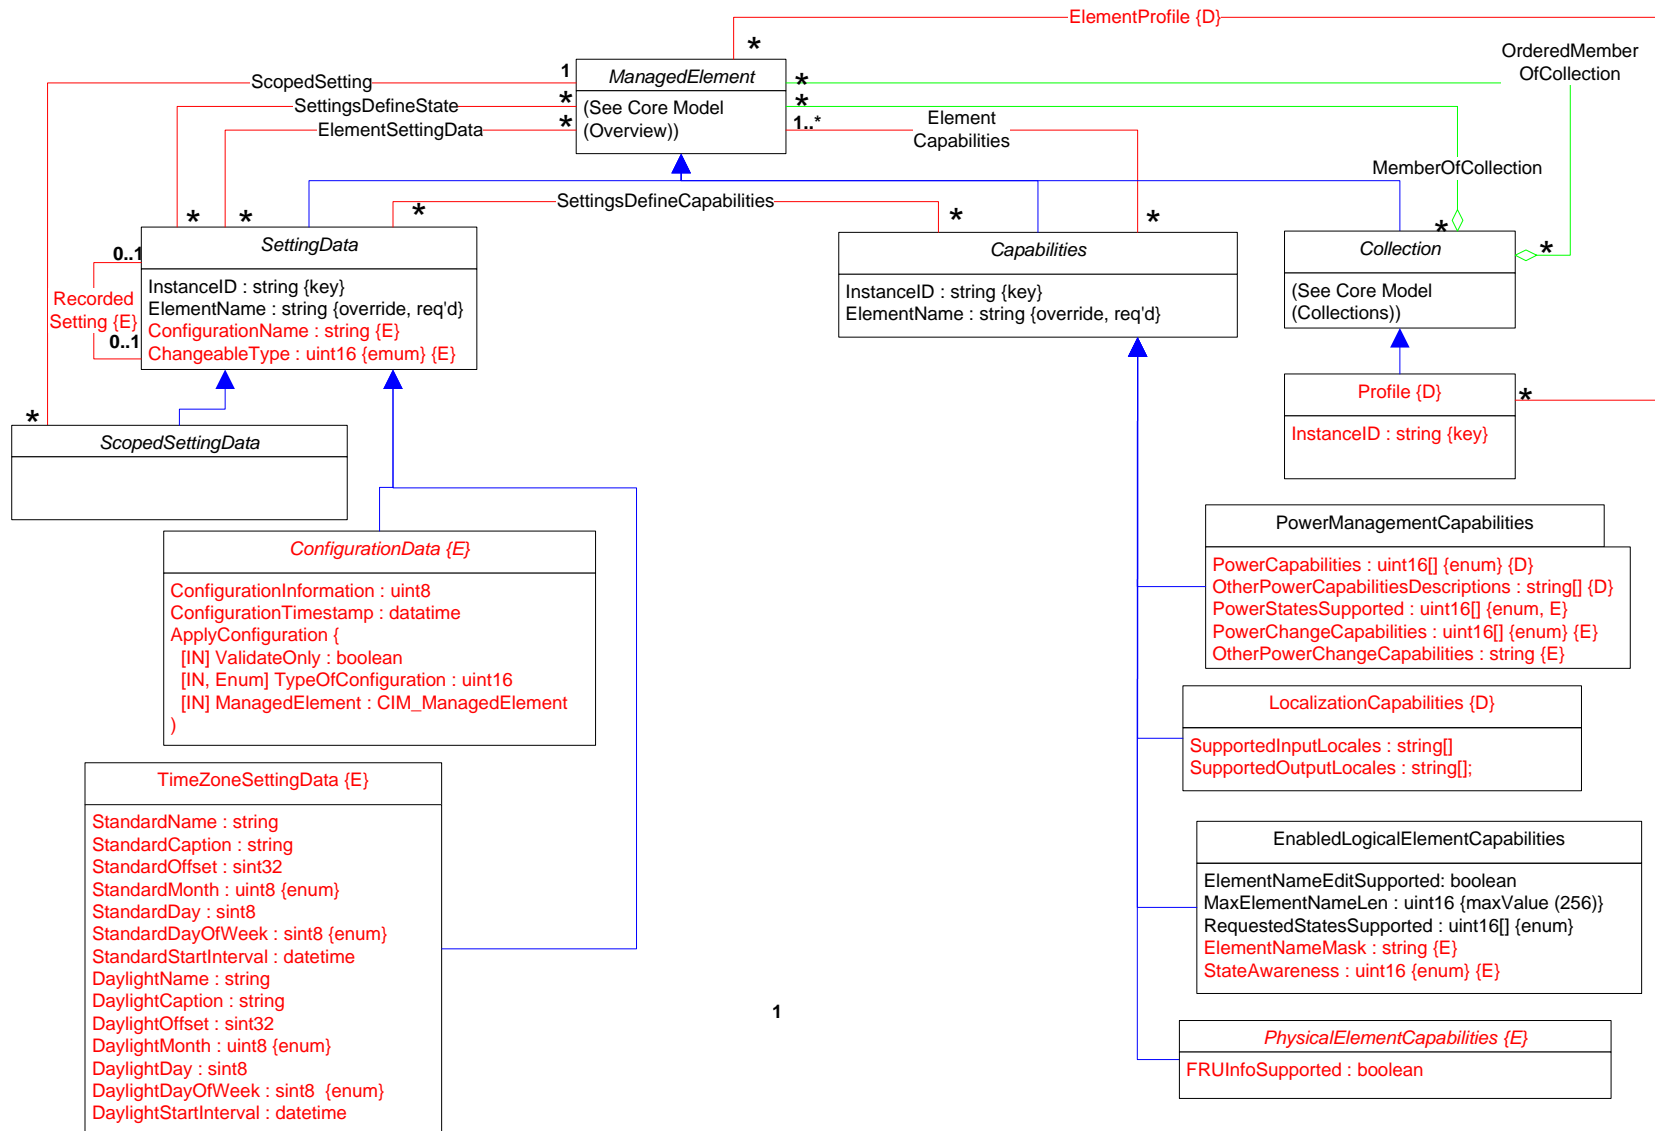 ElementProfile {D}
*
OrderedMember
OfCollection
ScopedSetting
1
ManagedElement
*
SettingsDefineState
*
(See Core Model
(Overview))
*
ElementSettingData
*
1..*
Element
Capabilities
MemberOfCollection
SettingsDefineCapabilities
*
*
*
*
*
*
*
SettingData
0..1
InstanceID : string {key}
ElementName : string {override, req'd}
ConfigurationName : string {E}
ChangeableType : uint16 {emum} {E}
Recorded
Setting {E}
0..1
Capabilities
InstanceID : string {key}
ElementName : string {override, req'd}
Collection
(See Core Model
(Collections))
Profile {D}
*
InstanceID : string {key}
*
ScopedSettingData
ConfigurationData {E}
ConfigurationInformation : uint8
ConfigurationTimestamp : datatime
ApplyConfiguration {
[IN] ValidateOnly : boolean
[IN, Enum] TypeOfConfiguration : uint16
[IN] ManagedElement : CIM_ManagedElement
)
PowerManagementCapabilities
PowerCapabilities : uint16[] {enum} {D}
OtherPowerCapabilitiesDescriptions : string[] {D}
PowerStatesSupported : uint16[] {enum, E}
PowerChangeCapabilities : uint16[] {enum} {E}
OtherPowerChangeCapabilities : string {E}
LocalizationCapabilities {D}
SupportedInputLocales : string[]
SupportedOutputLocales : string[];
TimeZoneSettingData {E}
StandardName : string
StandardCaption : string
StandardOffset : sint32
StandardMonth : uint8 {enum}
StandardDay : sint8
StandardDayOfWeek : sint8 {enum}
StandardStartInterval : datetime
DaylightName : string
DaylightCaption : string
DaylightOffset : sint32
DaylightMonth : uint8 {enum}
DaylightDay : sint8
DaylightDayOfWeek : sint8 {enum}
DaylightStartInterval : datetime
EnabledLogicalElementCapabilities
ElementNameEditSupported: boolean
MaxElementNameLen : uint16 {maxValue (256)}
RequestedStatesSupported : uint16[] {enum}
ElementNameMask : string {E}
StateAwareness : uint16 {enum} {E}
1
PhysicalElementCapabilities {E}
FRUInfoSupported : boolean